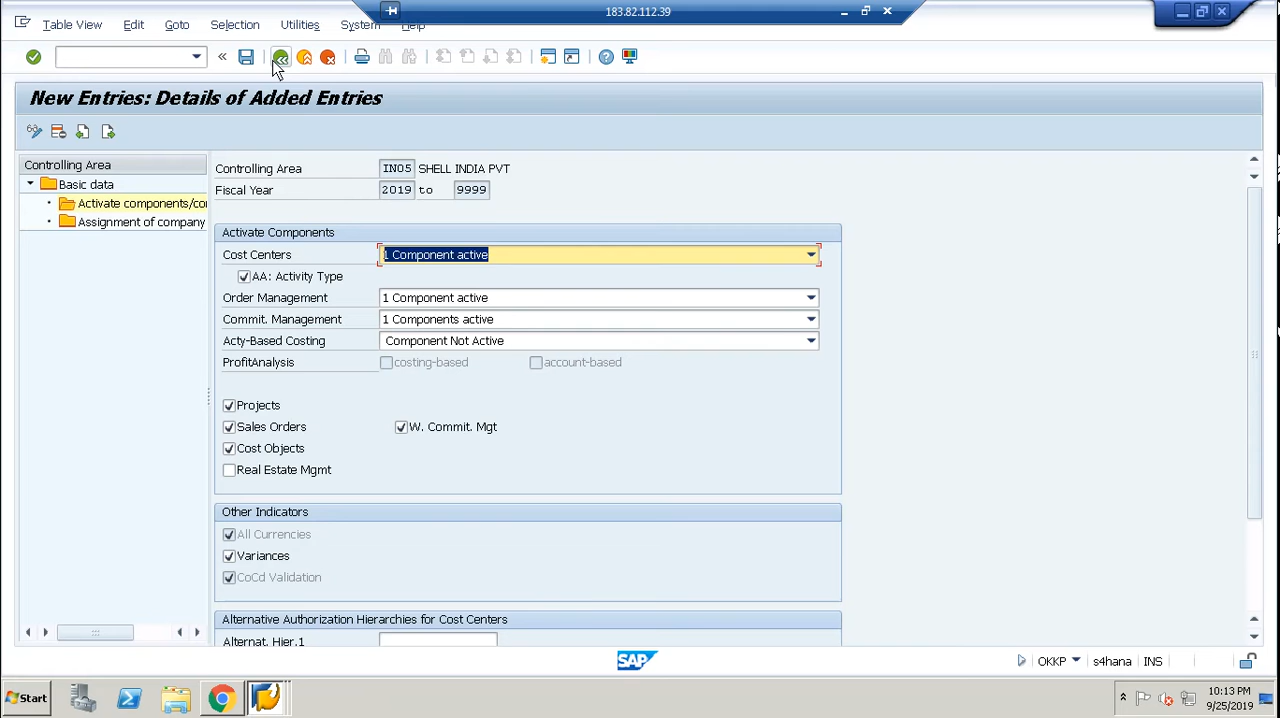 183.82.112.39
Table View Edit Goto Selection Utilities System Help
New Entries: Details of Added Entries
Controlling Area
Basic data
Activate components/co
Assignment of company
Controlling Area IN05 SHELL INDIA PVT
Fiscal Year 2019 to 9999
Activate Components
Cost Centers 1 Component active
AA: Activity Type
Order Management 1 Component active
Commit. Management 1 Components active
Acty-Based Costing Component Not Active
ProfitAnalysis costing-based account-based
Projects
Sales Orders W. Commit. Mgt
Cost Objects
Real Estate Mgmt
Other Indicators
All Currencies
Variances
CoCd Validation
Alternative Authorization Hierarchies for Cost Centers
Alternat. Hier.1
SAP
OKKP s4hana INS
Start
10:13 PM
9/25/2019